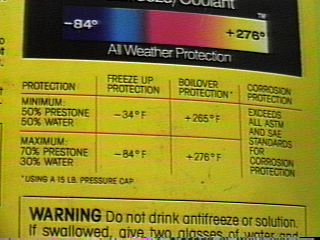 /Coolant
TM
-84° +276°
All Weather Protection
PROTECTION FREEZE UP PROTECTION BOILOVER PROTECTION* CORROSION PROTECTION
MINIMUM:
50% PRESTONE
50% WATER
-34°F +265°F
MAXIMUM:
70% PRESTONE
30% WATER
-84°F +276°F
EXCEEDS
ALL ASTM
AND SAE
STANDARDS
FOR
CORROSION
PROTECTION
*USING A 15 LB. PRESSURE CAP
WARNING Do not drink antifreeze or solution.
If swallowed, give two glasses of water and